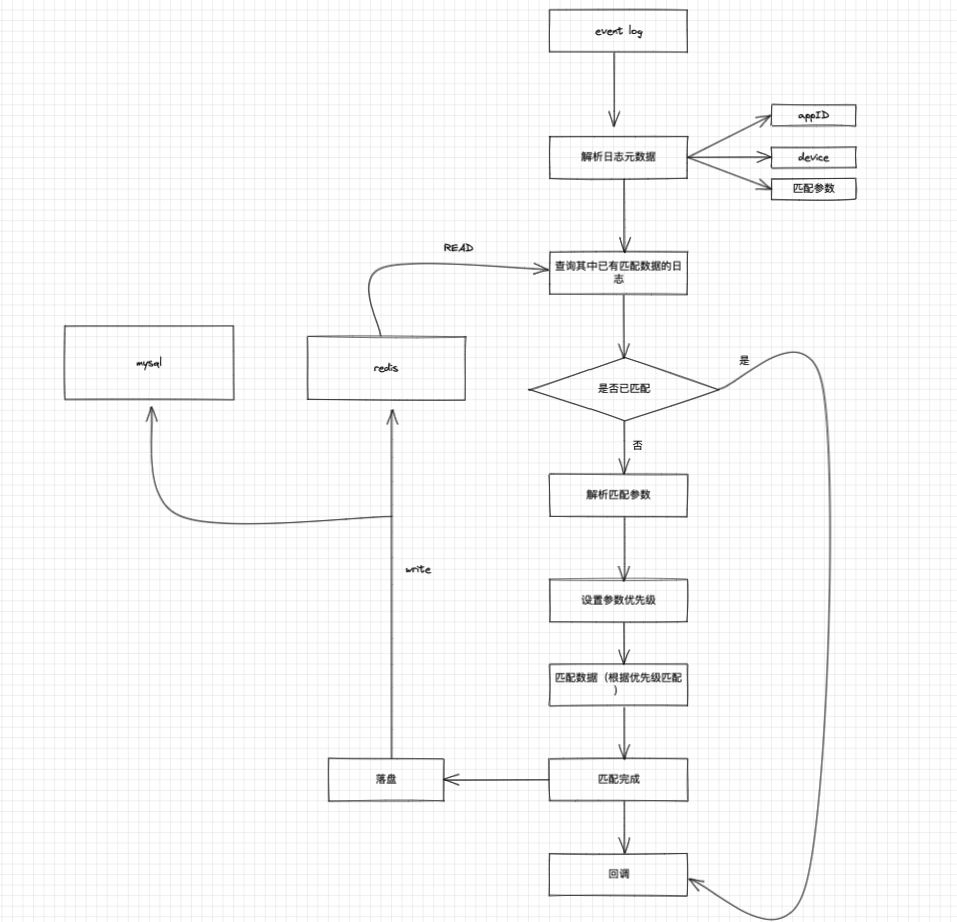 event log
appID
解析日志元数据
device
匹配参数
READ
查询其中已有匹配数据的日
志
mysql
redis
是
是否已匹配
否
解析匹配参数
write
设置参数优先级
匹配数据（根据优先级匹配
）
落盘
匹配完成
回调